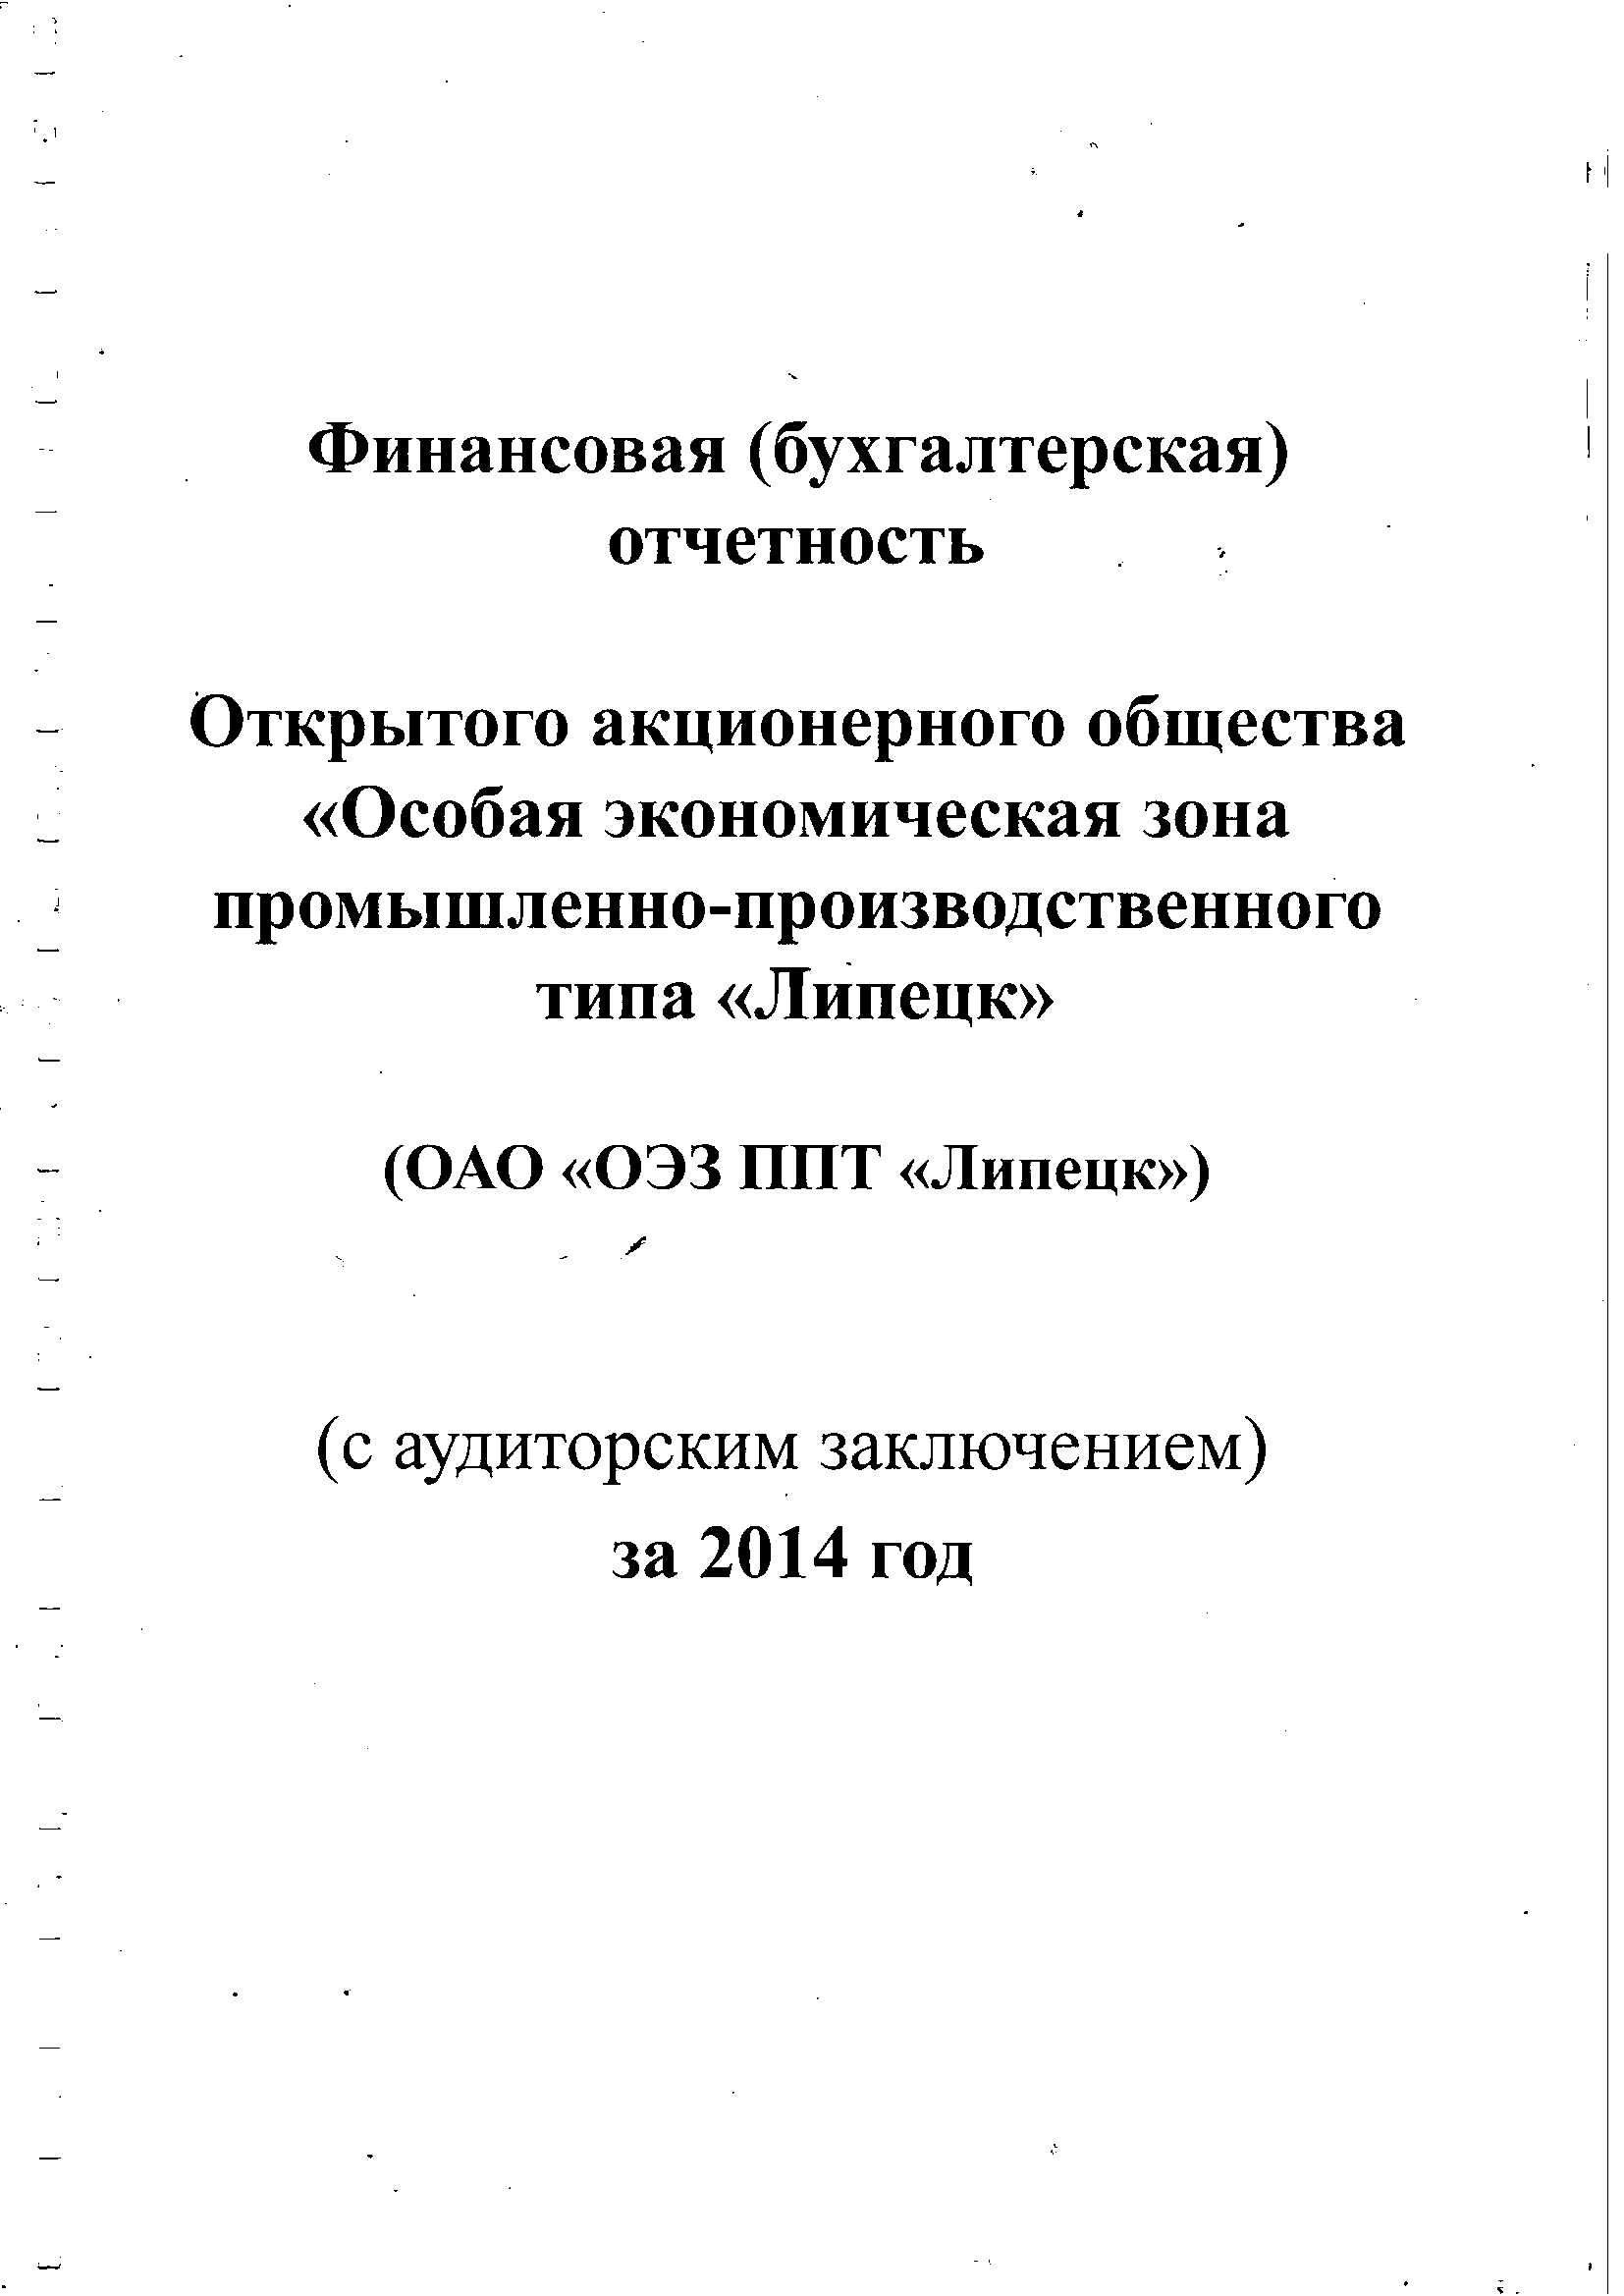 Финансовая (бухгалтерская)
отчетность
Открытого акционерного общества
«Особая экономическая зона
промышленно-производственного
типа «Липецк»
(ОАО «ОЭЗ ППТ «Липецк»)
(с аудиторским заключением)
за 2014 год